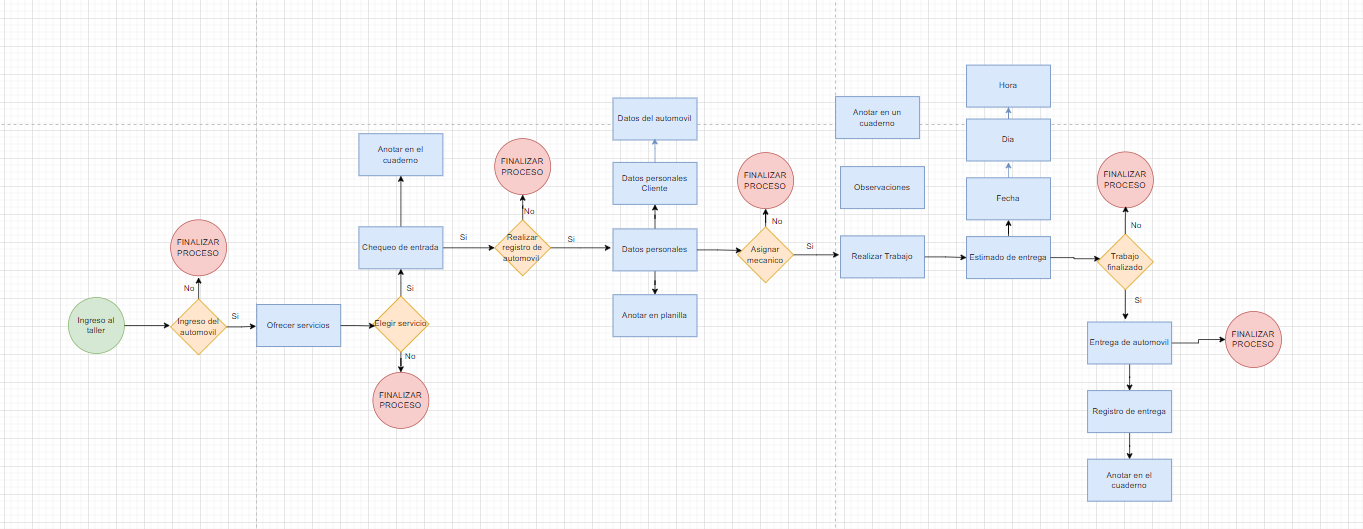 Ingreso al
taller
FINALIZAR
PROCESO
No
Ingreso del
automovil
Si
Ofrecer servicios
Anotar en el
cuaderno
Chequeo de entrada
Si
Si
Elegir servicio
No
FINALIZAR
PROCESO
FINALIZAR
PROCESO
No
Realizar
registro de
automovil
Si
Datos del automovil
Datos personales
Cliente
Datos personales
Anotar en planilla
FINALIZAR
PROCESO
No
Asignar
mecanico
Si
Anotar en un
cuaderno
Observaciones
Realizar Trabajo
Hora
Dia
Fecha
Estimado de entrega
FINALIZAR
PROCESO
No
Trabajo
finalizado
Si
Entrega de automovil
FINALIZAR
PROCESO
Registro de entrega
Anotar en el
cuaderno